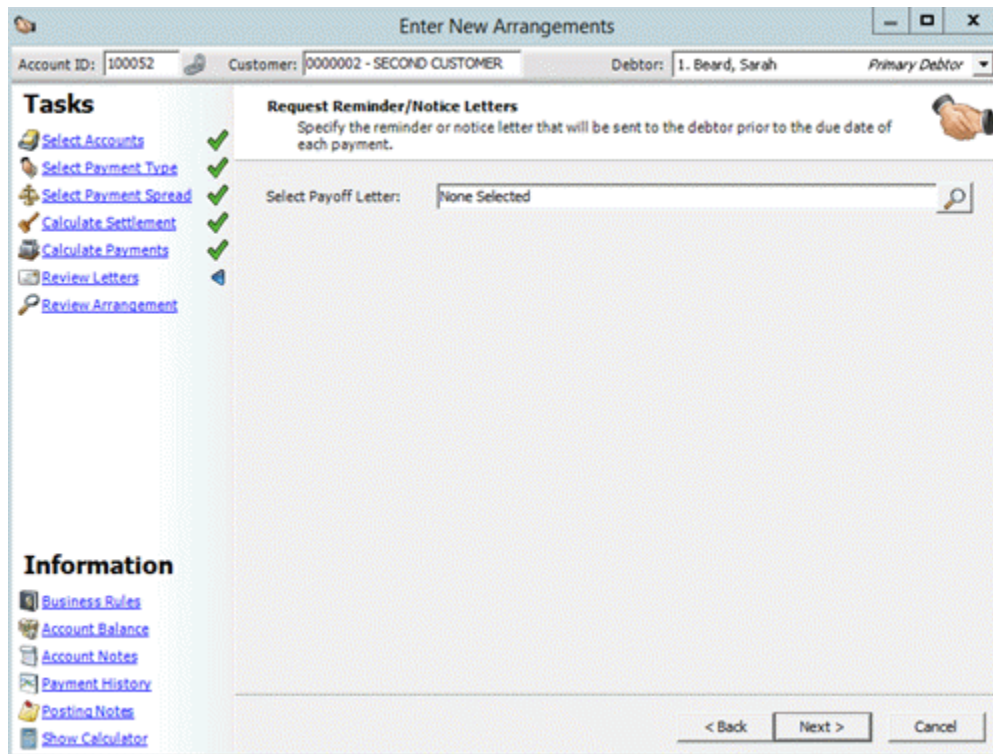 Enter New Arrangements
Account ID: 100052 Customer: 0000002 - SECOND CUSTOMER Debtor: 1. Beard, Sarah Primary Debtor
Tasks
Select Accounts
Select Payment Type
Select Payment Spread
Calculate Settlement
Calculate Payments
Review Letters
Review Arrangement
Request Reminder/Notice Letters
Specify the reminder or notice letter that will be sent to the debtor prior to the due date of
each payment.
Select Payoff Letter: None Selected
Information
Business Rules
Account Balance
Account Notes
Payment History
Posting Notes
Show Calculator
< Back Next > Cancel